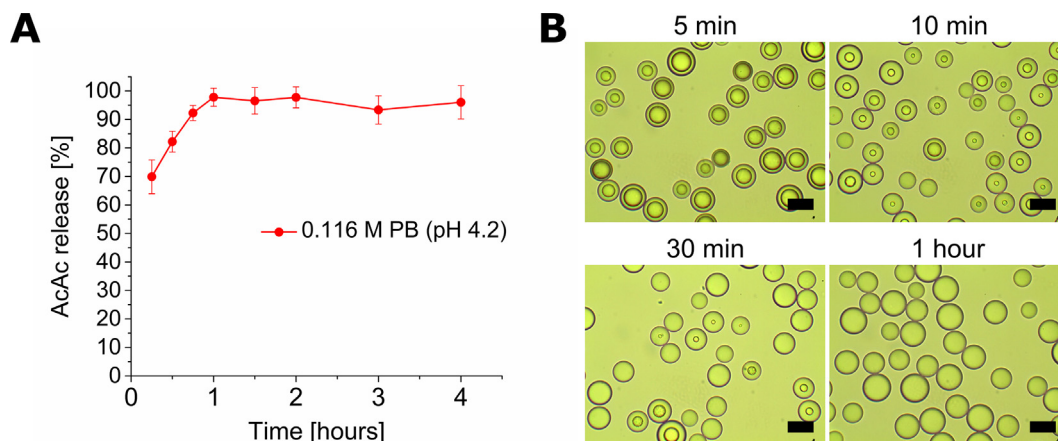 A
100
90
80
70
60
50
40
30
20
10
0
0
1
2
3
4
AcAc release [%]
Time [hours]
0.116 M PB (pH 4.2)
B
5 min
10 min
30 min
1 hour